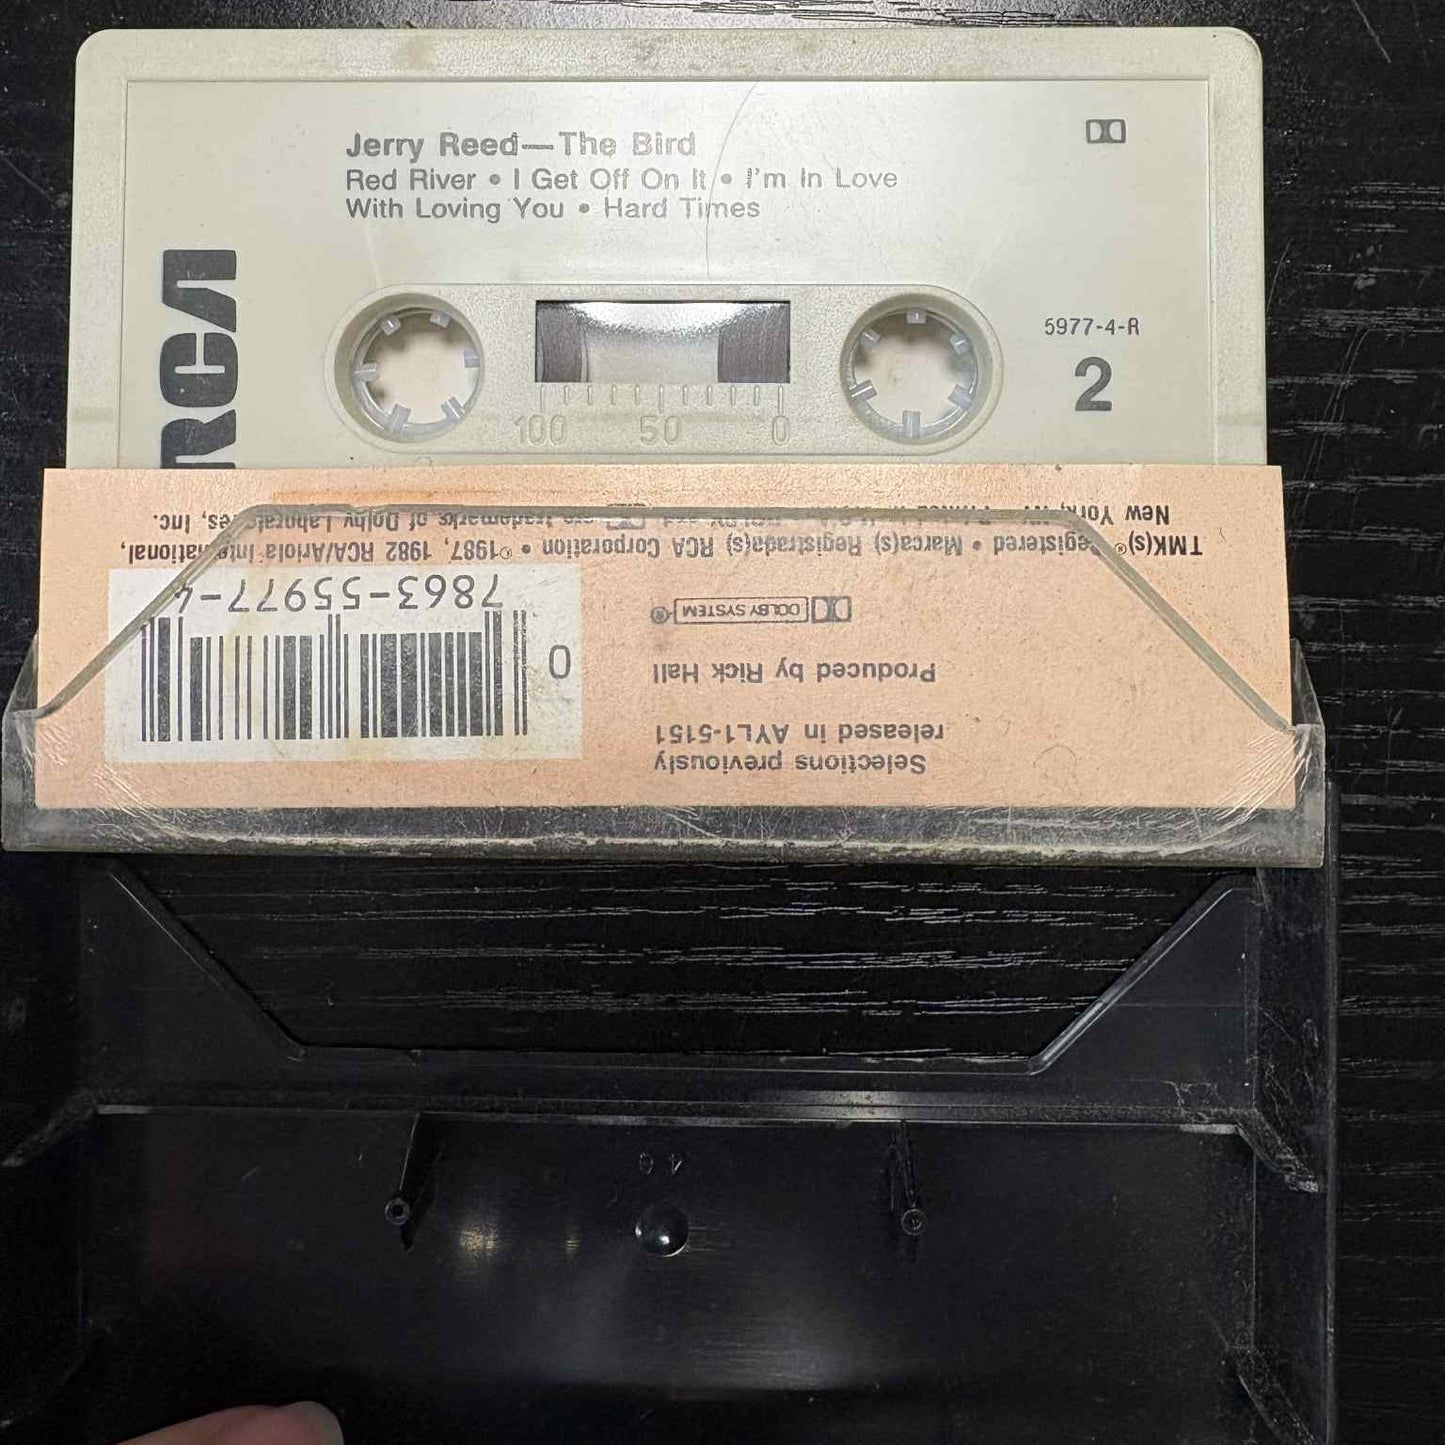 Jerry Reed—The Bird
Red River • I Get Off On It • I'm In Love
With Loving You • Hard Times
RCA
5977-4-R
2
100 50 0
Selections previously
released in AYL1-5151
Produced by Rick Hall
DOLBY SYSTEM®
0
7863-55977-4
TMK(s)® Registered • Marca(s) Registrada(s) RCA Corporation • ©1987, 1982 RCA/Ariola International,
New York, NY • trademarks of Dolby Laboratories, Inc.